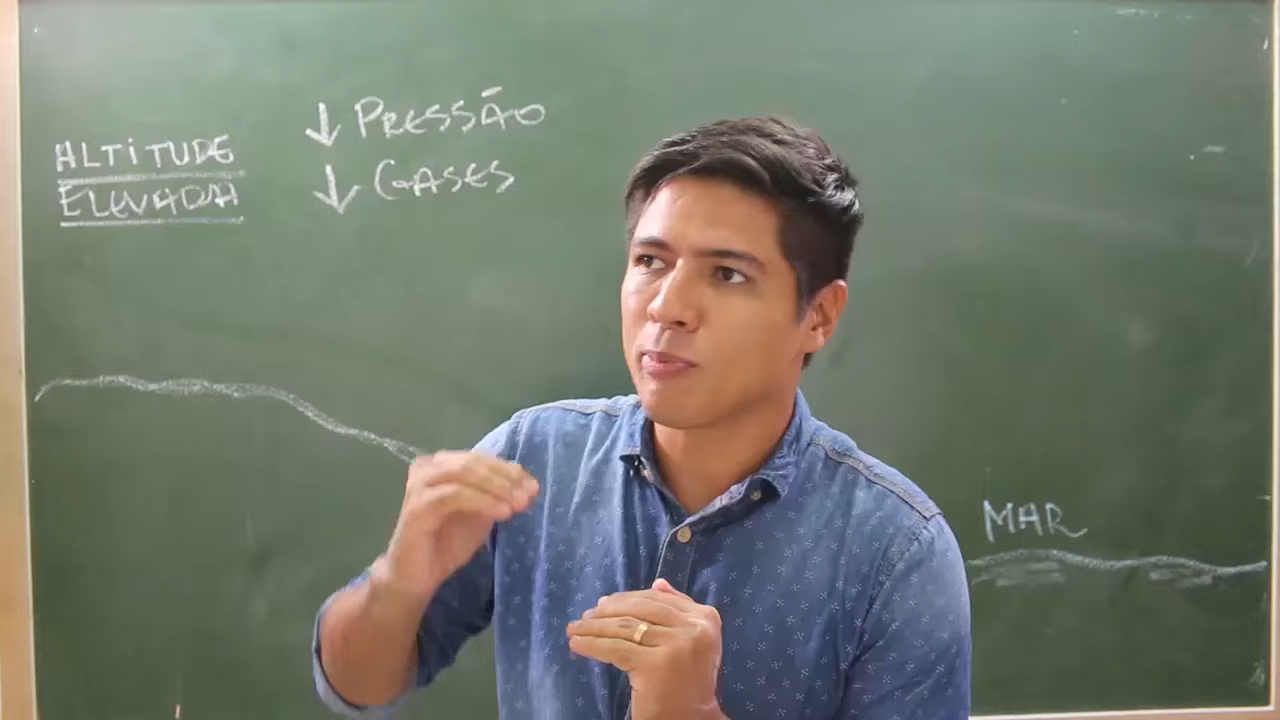 ALTITUDE
ELEVADA
↓ PRESSÃO
↓ GASES
MAR